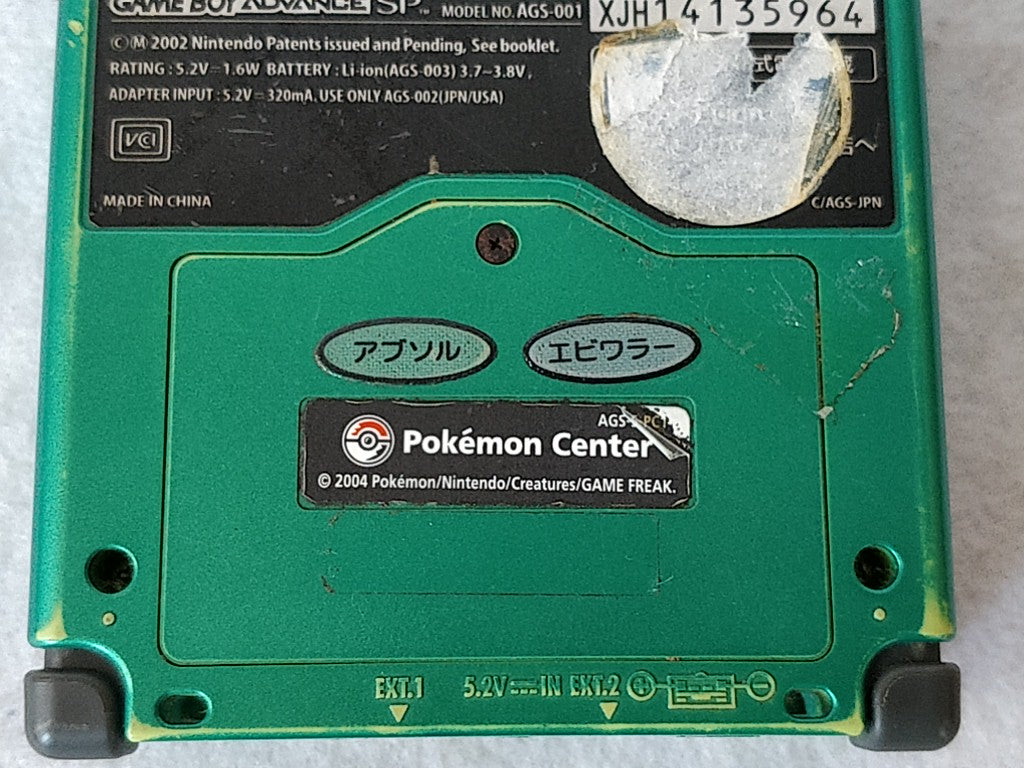 GAME BOY ADVANCE SP™ MODEL NO. AGS-001 XJH14135964
© M 2002 Nintendo Patents issued and Pending, See booklet.
RATING : 5.2V⎓1.6W BATTERY : Li-ion(AGS-003) 3.7–3.8V,
ADAPTER INPUT : 5.2V⎓320mA, USE ONLY AGS-002(JPN/USA)
VCI
MADE IN CHINA
C/AGS-JPN
アブソル
エビワラー
Pokémon Center
© 2004 Pokémon/Nintendo/Creatures/GAME FREAK.
EXT.1 5.2V⎓IN EXT.2